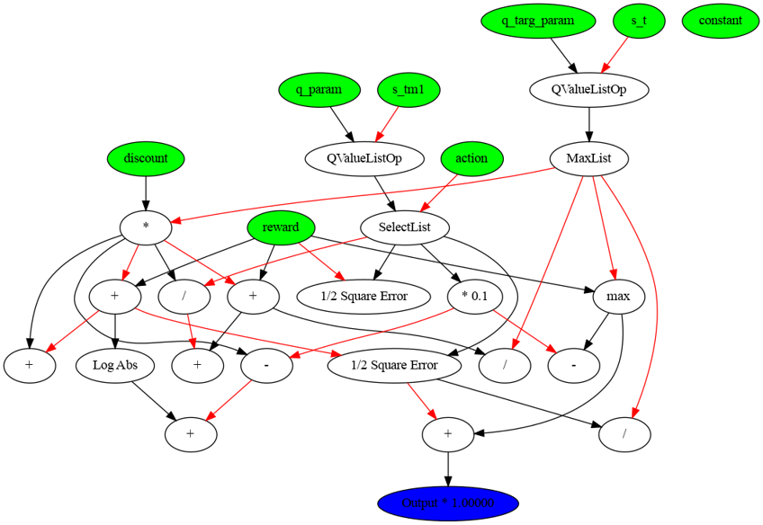 q_targ_param s_t constant
q_param s_tm1 QValueListOp
discount QValueListOp action MaxList
* reward SelectList
+ / + 1/2 Square Error * 0.1 max
+ Log Abs + - 1/2 Square Error / -
+ + /
Output * 1.00000